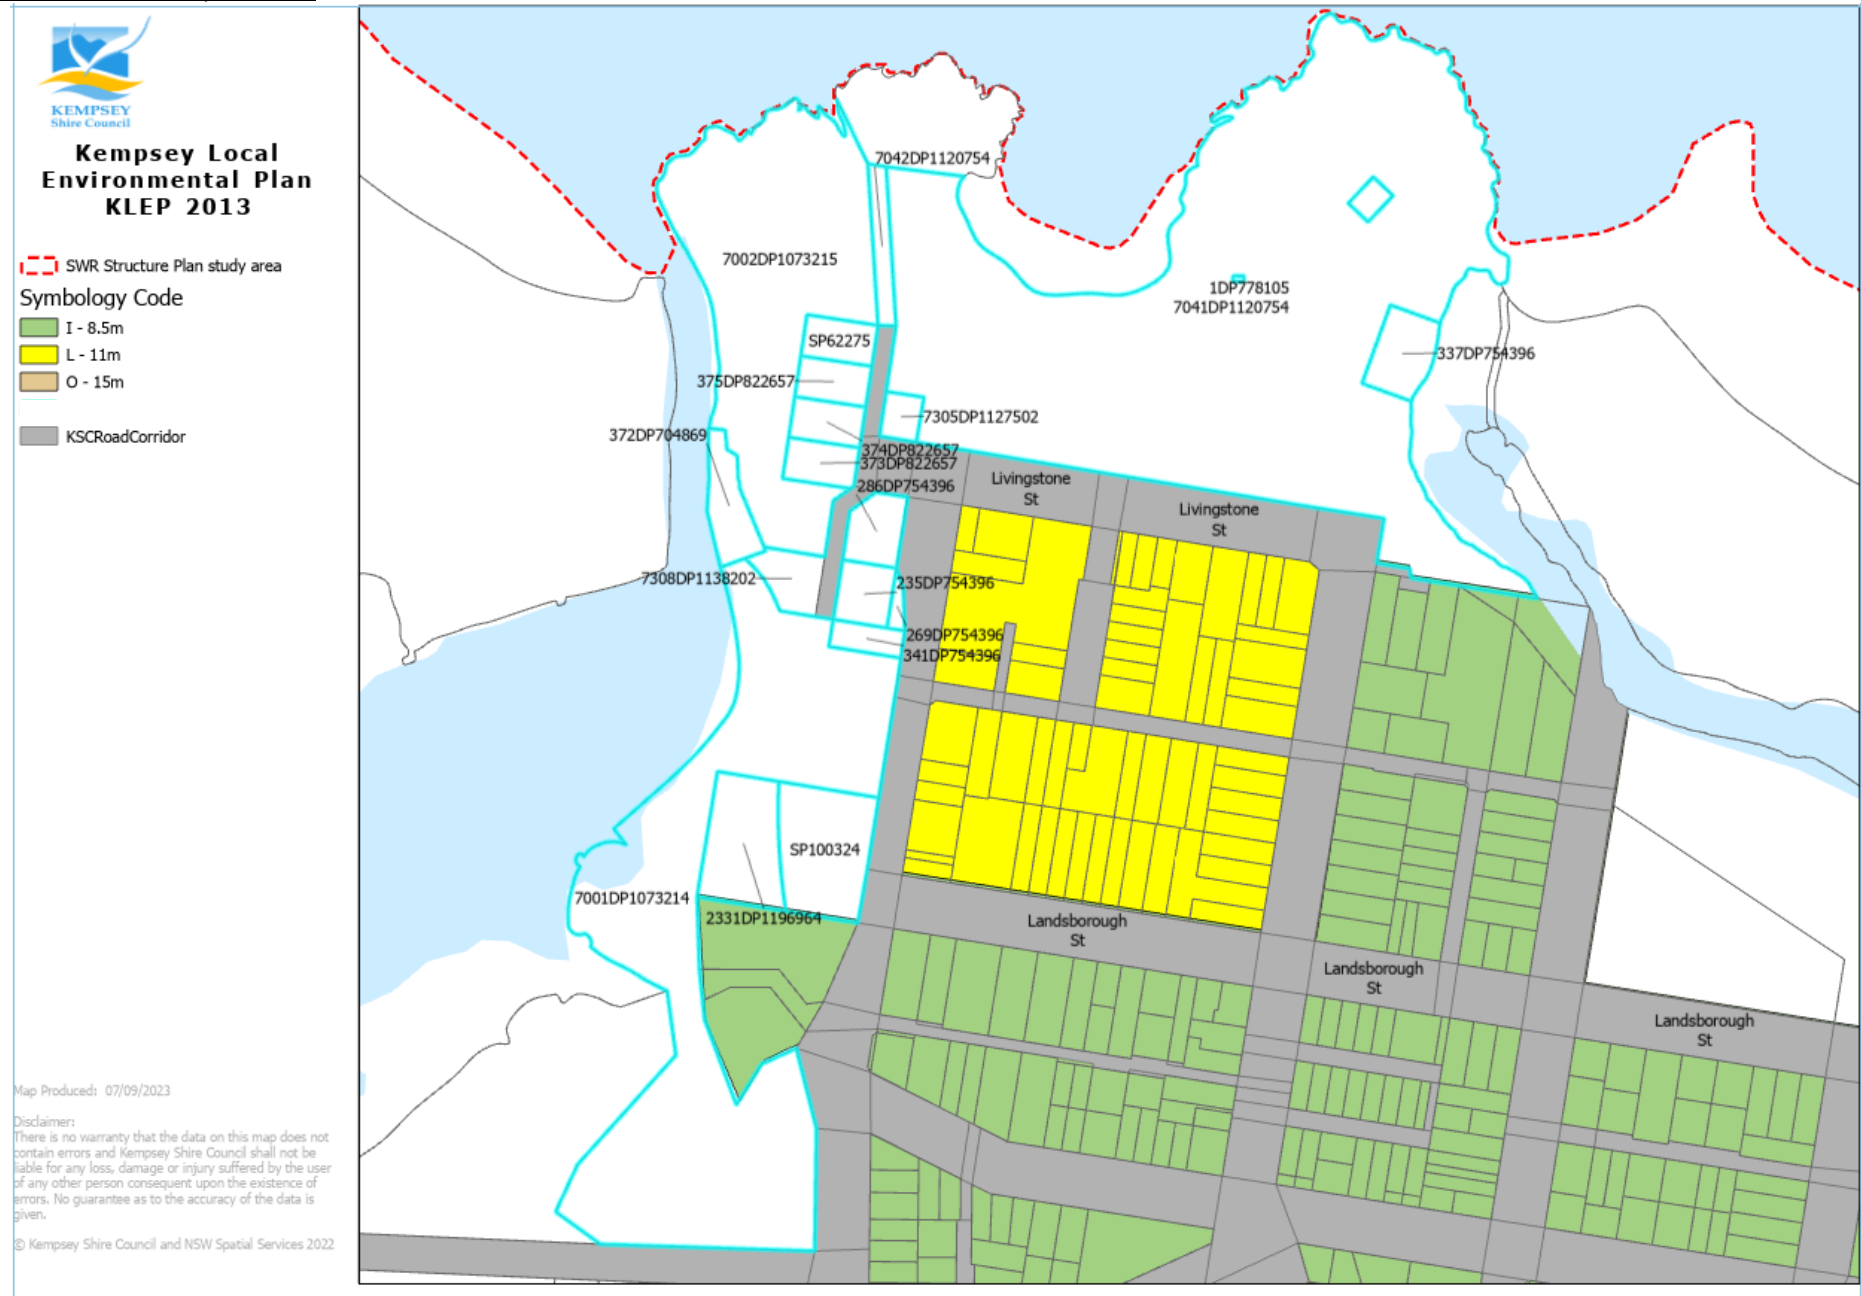 KEMPSEY
Shire Council
Kempsey Local
Environmental Plan
KLEP 2013
SWR Structure Plan study area
Symbology Code
I - 8.5m
L - 11m
O - 15m
KSCRoadCorridor
7042DP1120754
7002DP1073215
1DP778105
7041DP1120754
SP62275
337DP754396
375DP822657
7305DP1127502
372DP704869
374DP822657
373DP822657
286DP754396
Livingstone
St
Livingstone
St
7308DP1138202
235DP754396
269DP754396
341DP754396
SP100324
7001DP1073214
2331DP1196964
Landsborough
St
Landsborough
St
Landsborough
St
Map Produced: 07/09/2023
Disclaimer:
There is no warranty that the data on this map does not
contain errors and Kempsey Shire Council shall not be
liable for any loss, damage or injury suffered by the user
of any other person consequent upon the existence of
errors. No guarantee as to the accuracy of the data is
given.
© Kempsey Shire Council and NSW Spatial Services 2022